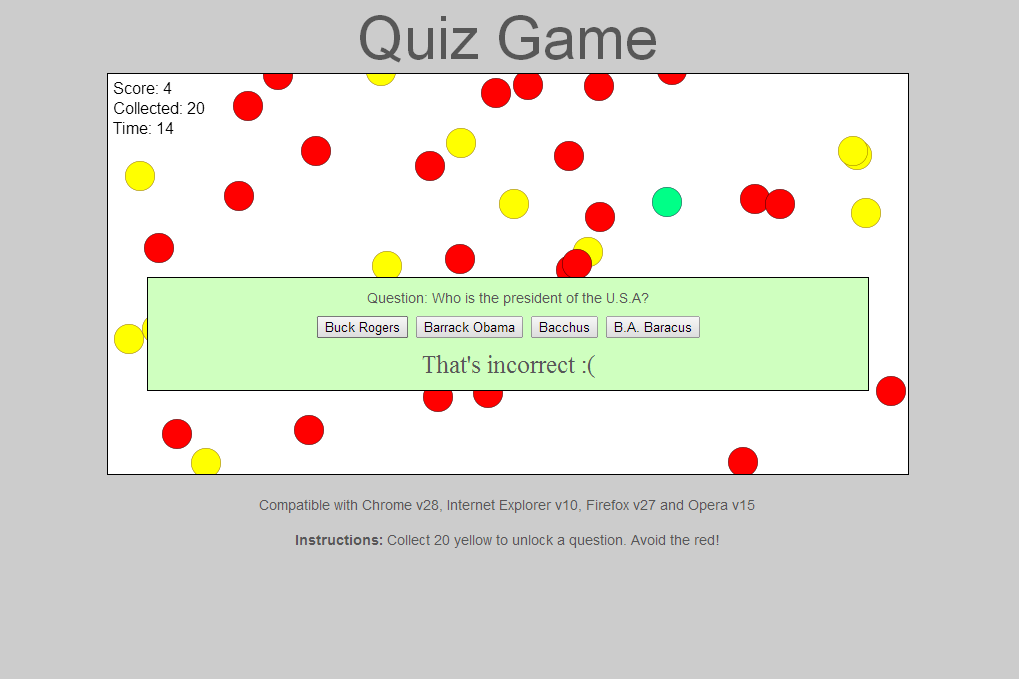 Quiz Game
Score: 4
Collected: 20
Time: 14
Question: Who is the president of the U.S.A?
Buck Rogers Barrack Obama Bacchus B.A. Baracus
That's incorrect :(
Compatible with Chrome v28, Internet Explorer v10, Firefox v27 and Opera v15
Instructions: Collect 20 yellow to unlock a question. Avoid the red!